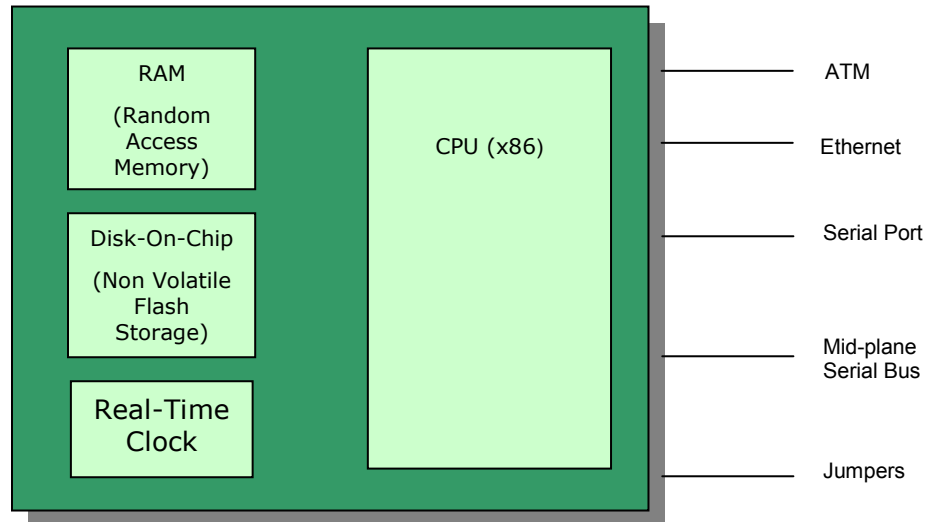 RAM
(Random
Access
Memory)
Disk-On-Chip
(Non Volatile
Flash
Storage)
Real-Time
Clock
CPU (x86)
ATM
Ethernet
Serial Port
Mid-plane
Serial Bus
Jumpers